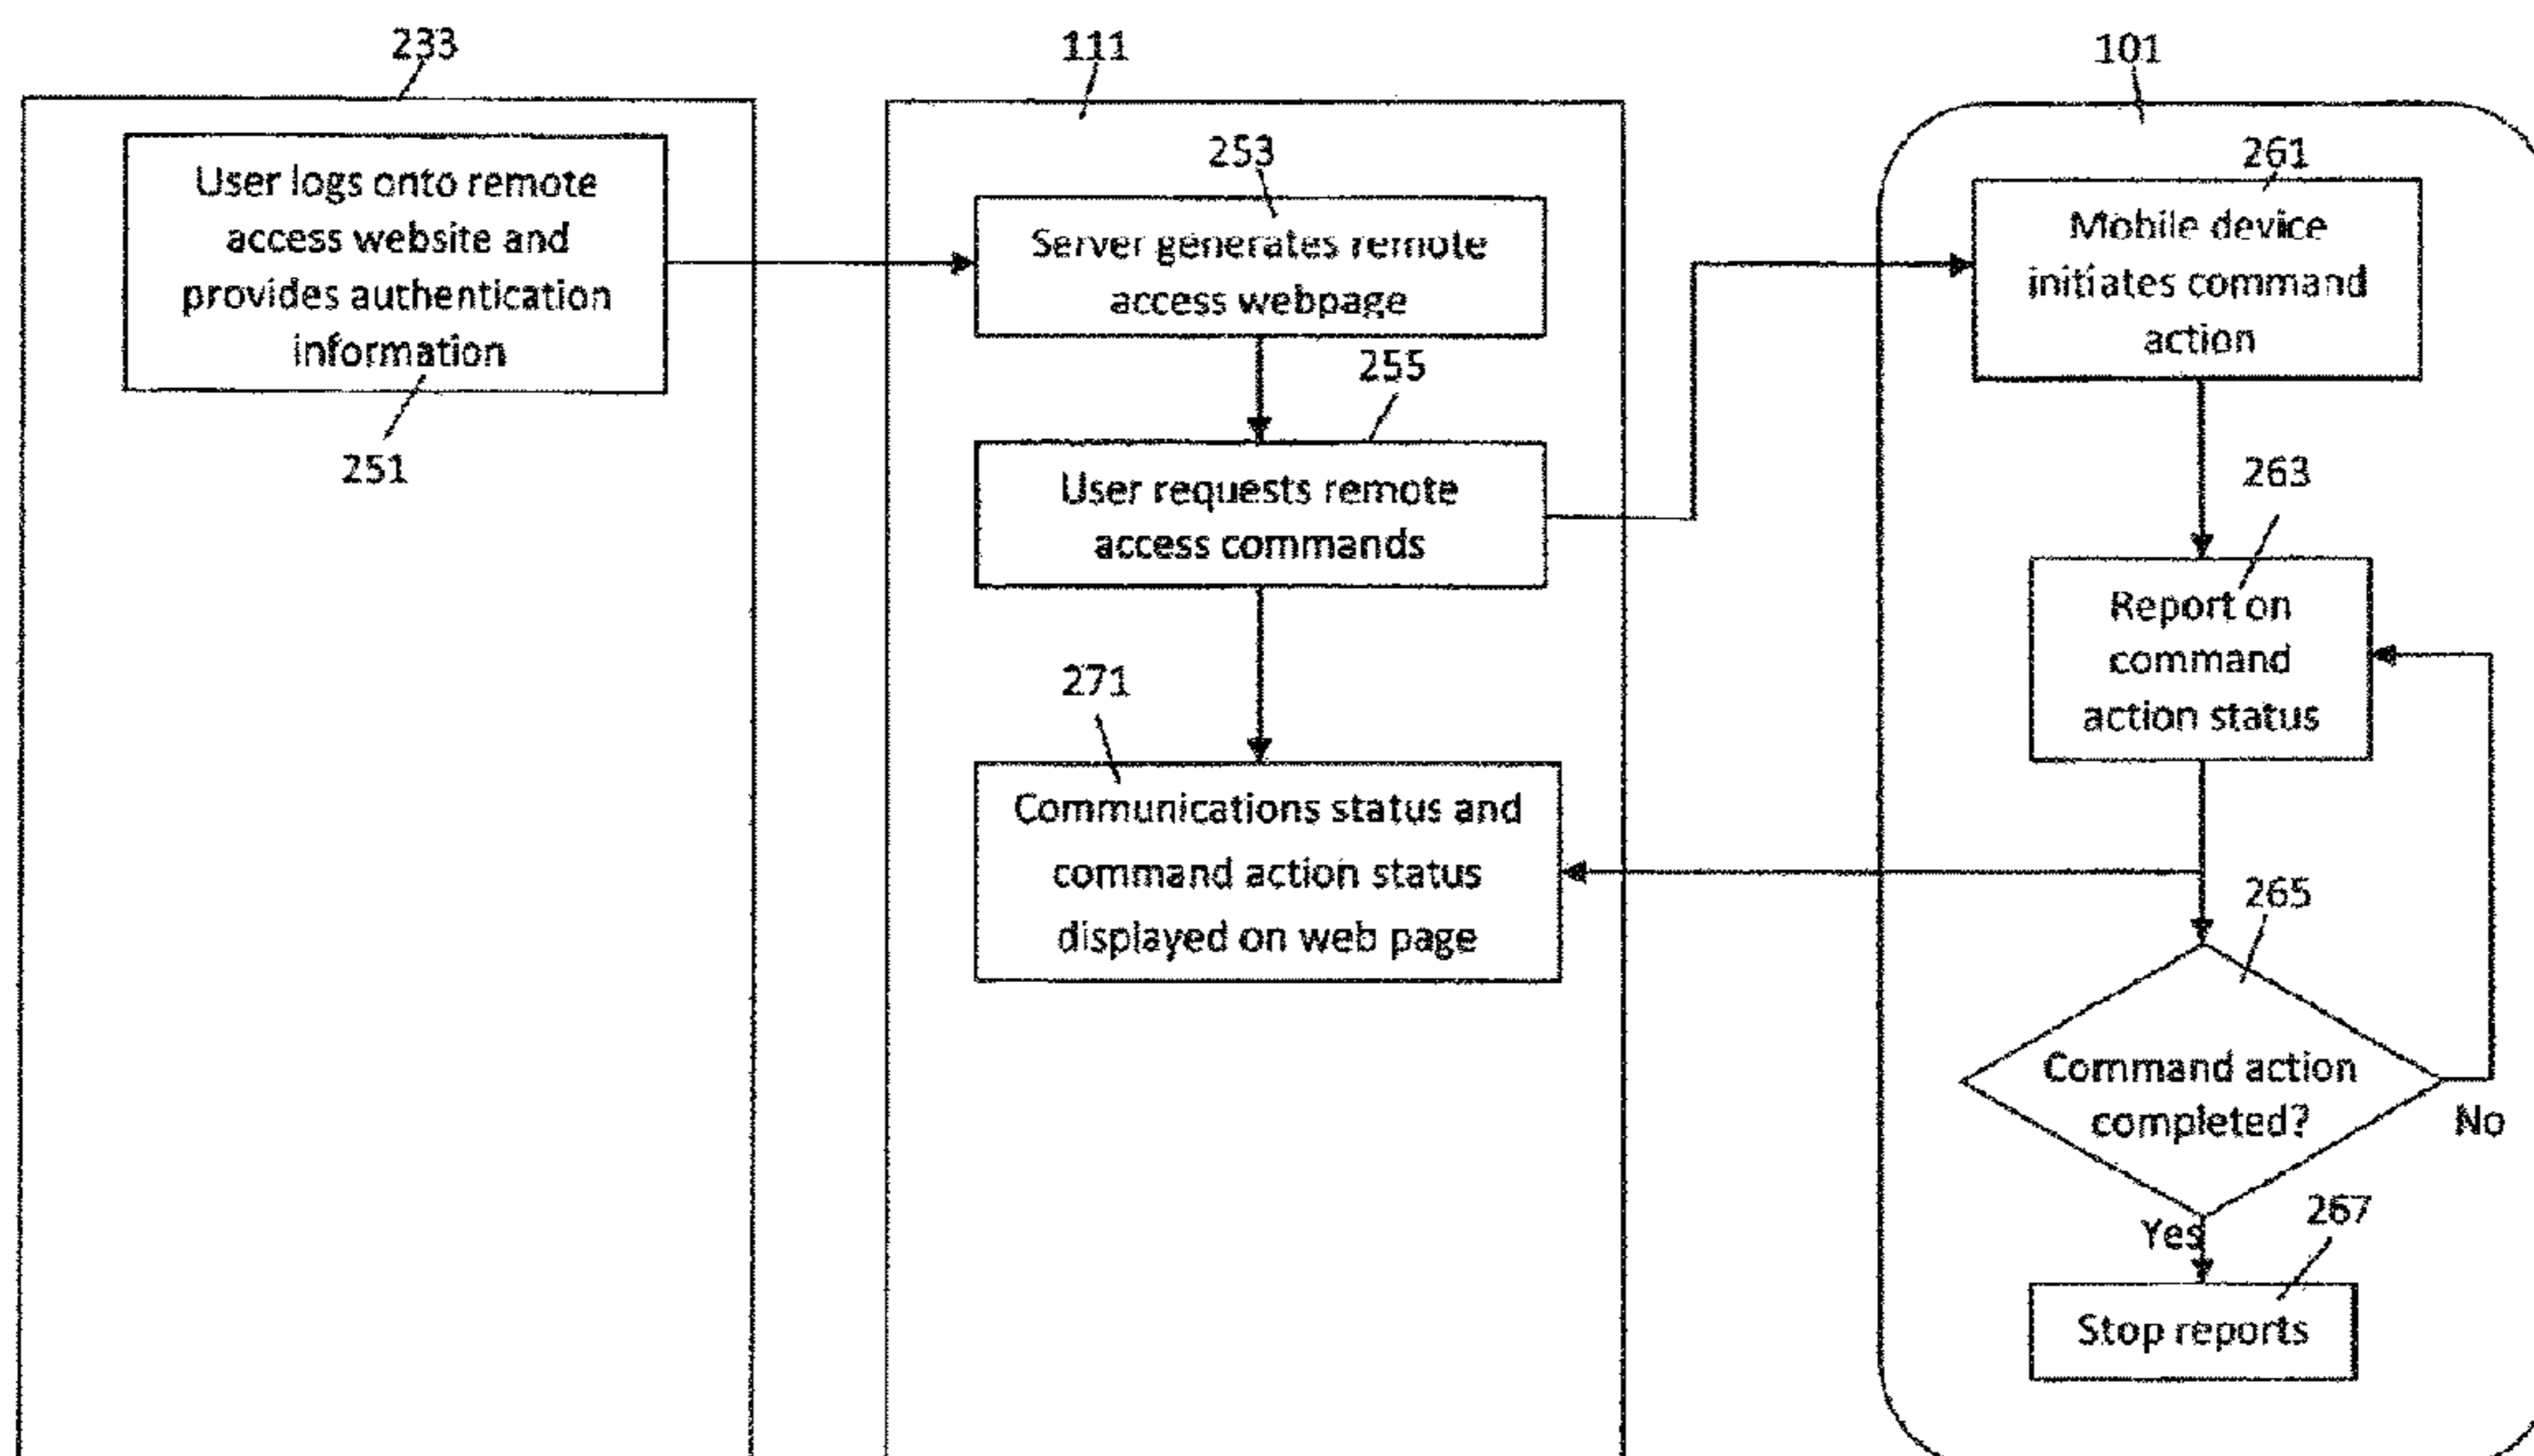 233
User logs onto remote
access website and
provides authentication
information
251
111
253
Server generates remote
access webpage
255
User requests remote
access commands
271
Communications status and
command action status
displayed on web page
101
261
Mobile device
initiates command
action
263
Report on
command
action status
265
Command action
completed?
No
Yes
267
Stop reports